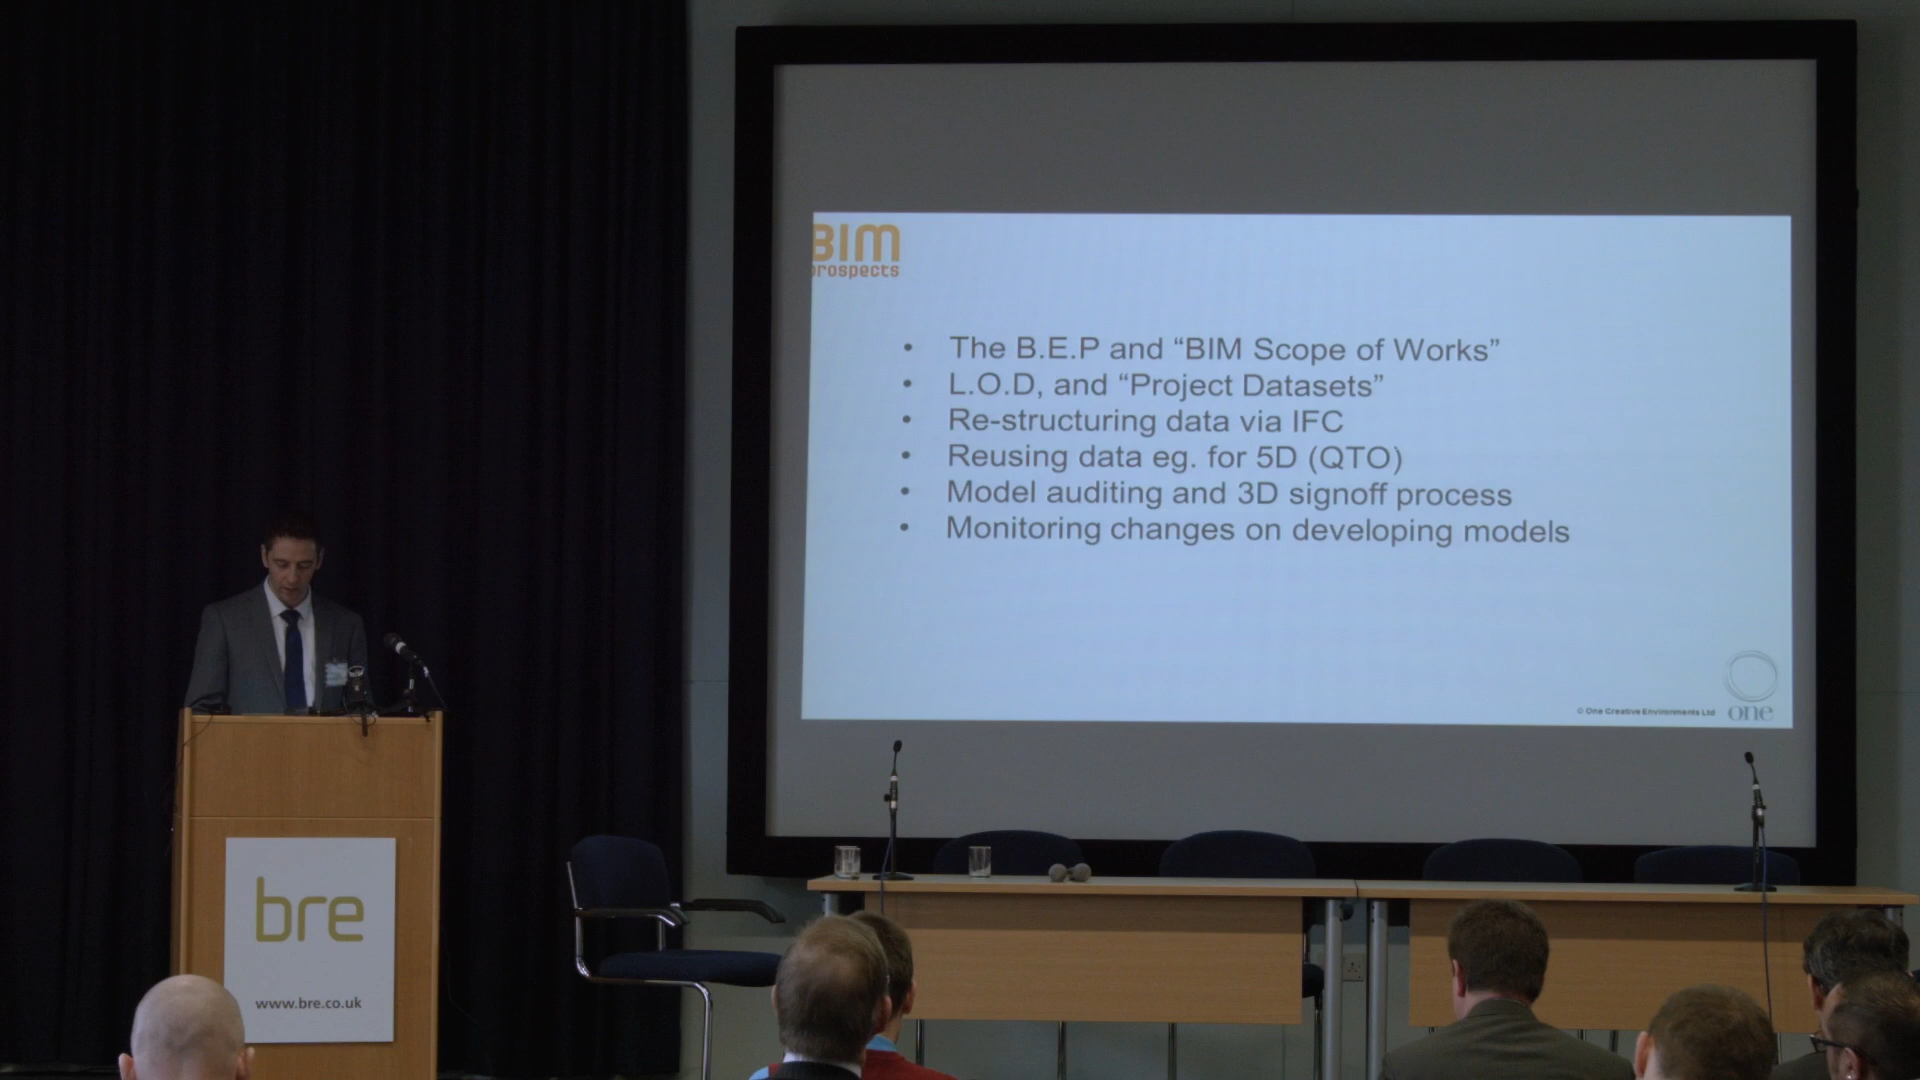 BIM
prospects
• The B.E.P and “BIM Scope of Works”
• L.O.D, and “Project Datasets”
• Re-structuring data via IFC
• Reusing data eg. for 5D (QTO)
• Model auditing and 3D signoff process
• Monitoring changes on developing models
© One Creative Environments Ltd
one
bre
www.bre.co.uk